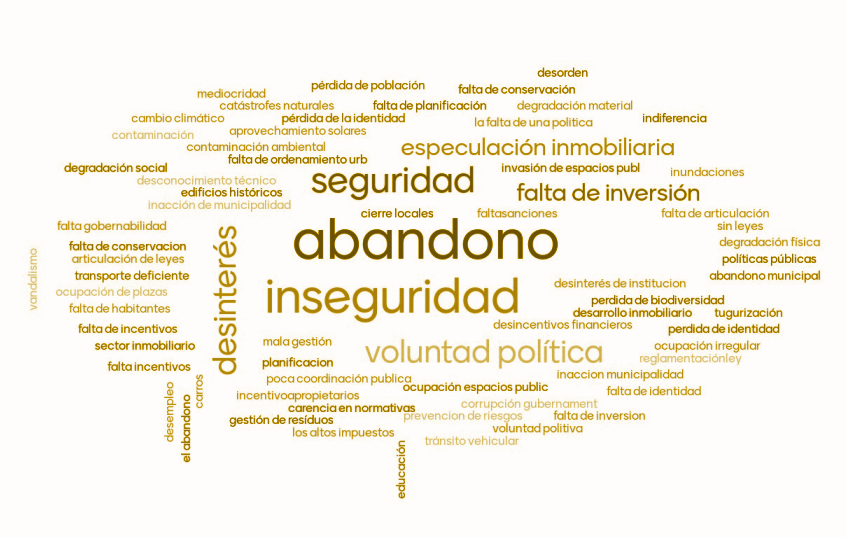 desorden
pérdida de población
falta de conservación
mediocridad
catástrofes naturales
falta de planificación
degradación material
cambio climático
pérdida de la identidad
la falta de una politica
indiferencia
contaminación
aprovechamiento solares
contaminación ambiental
especulación inmobiliaria
falta de ordenamiento urb
degradación social
seguridad
invasión de espacios publ
inundaciones
desconocimiento técnico
edificios históricos
falta de inversión
inacción de municipalidad
cierre locales
faltasanciones
falta de articulación
falta gobernabilidad
sin leyes
desinterés
abandono
degradación física
falta de conservacion
articulación de leyes
políticas públicas
vandalismo
transporte deficiente
abandono municipal
ocupación de plazas
inseguridad
desinterés de institucion
falta de habitantes
perdida de biodiversidad
desarrollo inmobiliario
tugurización
falta de incentivos
desincentivos financieros
perdida de identidad
sector inmobiliario
mala gestión
voluntad política
ocupación irregular
reglamentaciónley
falta incentivos
planificacion
poca coordinación publica
inaccion municipalidad
ocupación espacios public
falta de identidad
desempleo
el abandono
carros
incentivoapropietarios
carencia en normativas
corrupción gubernament
gestión de resíduos
prevencion de riesgos
falta de inversion
los altos impuestos
voluntad politiva
tránsito vehicular
educación